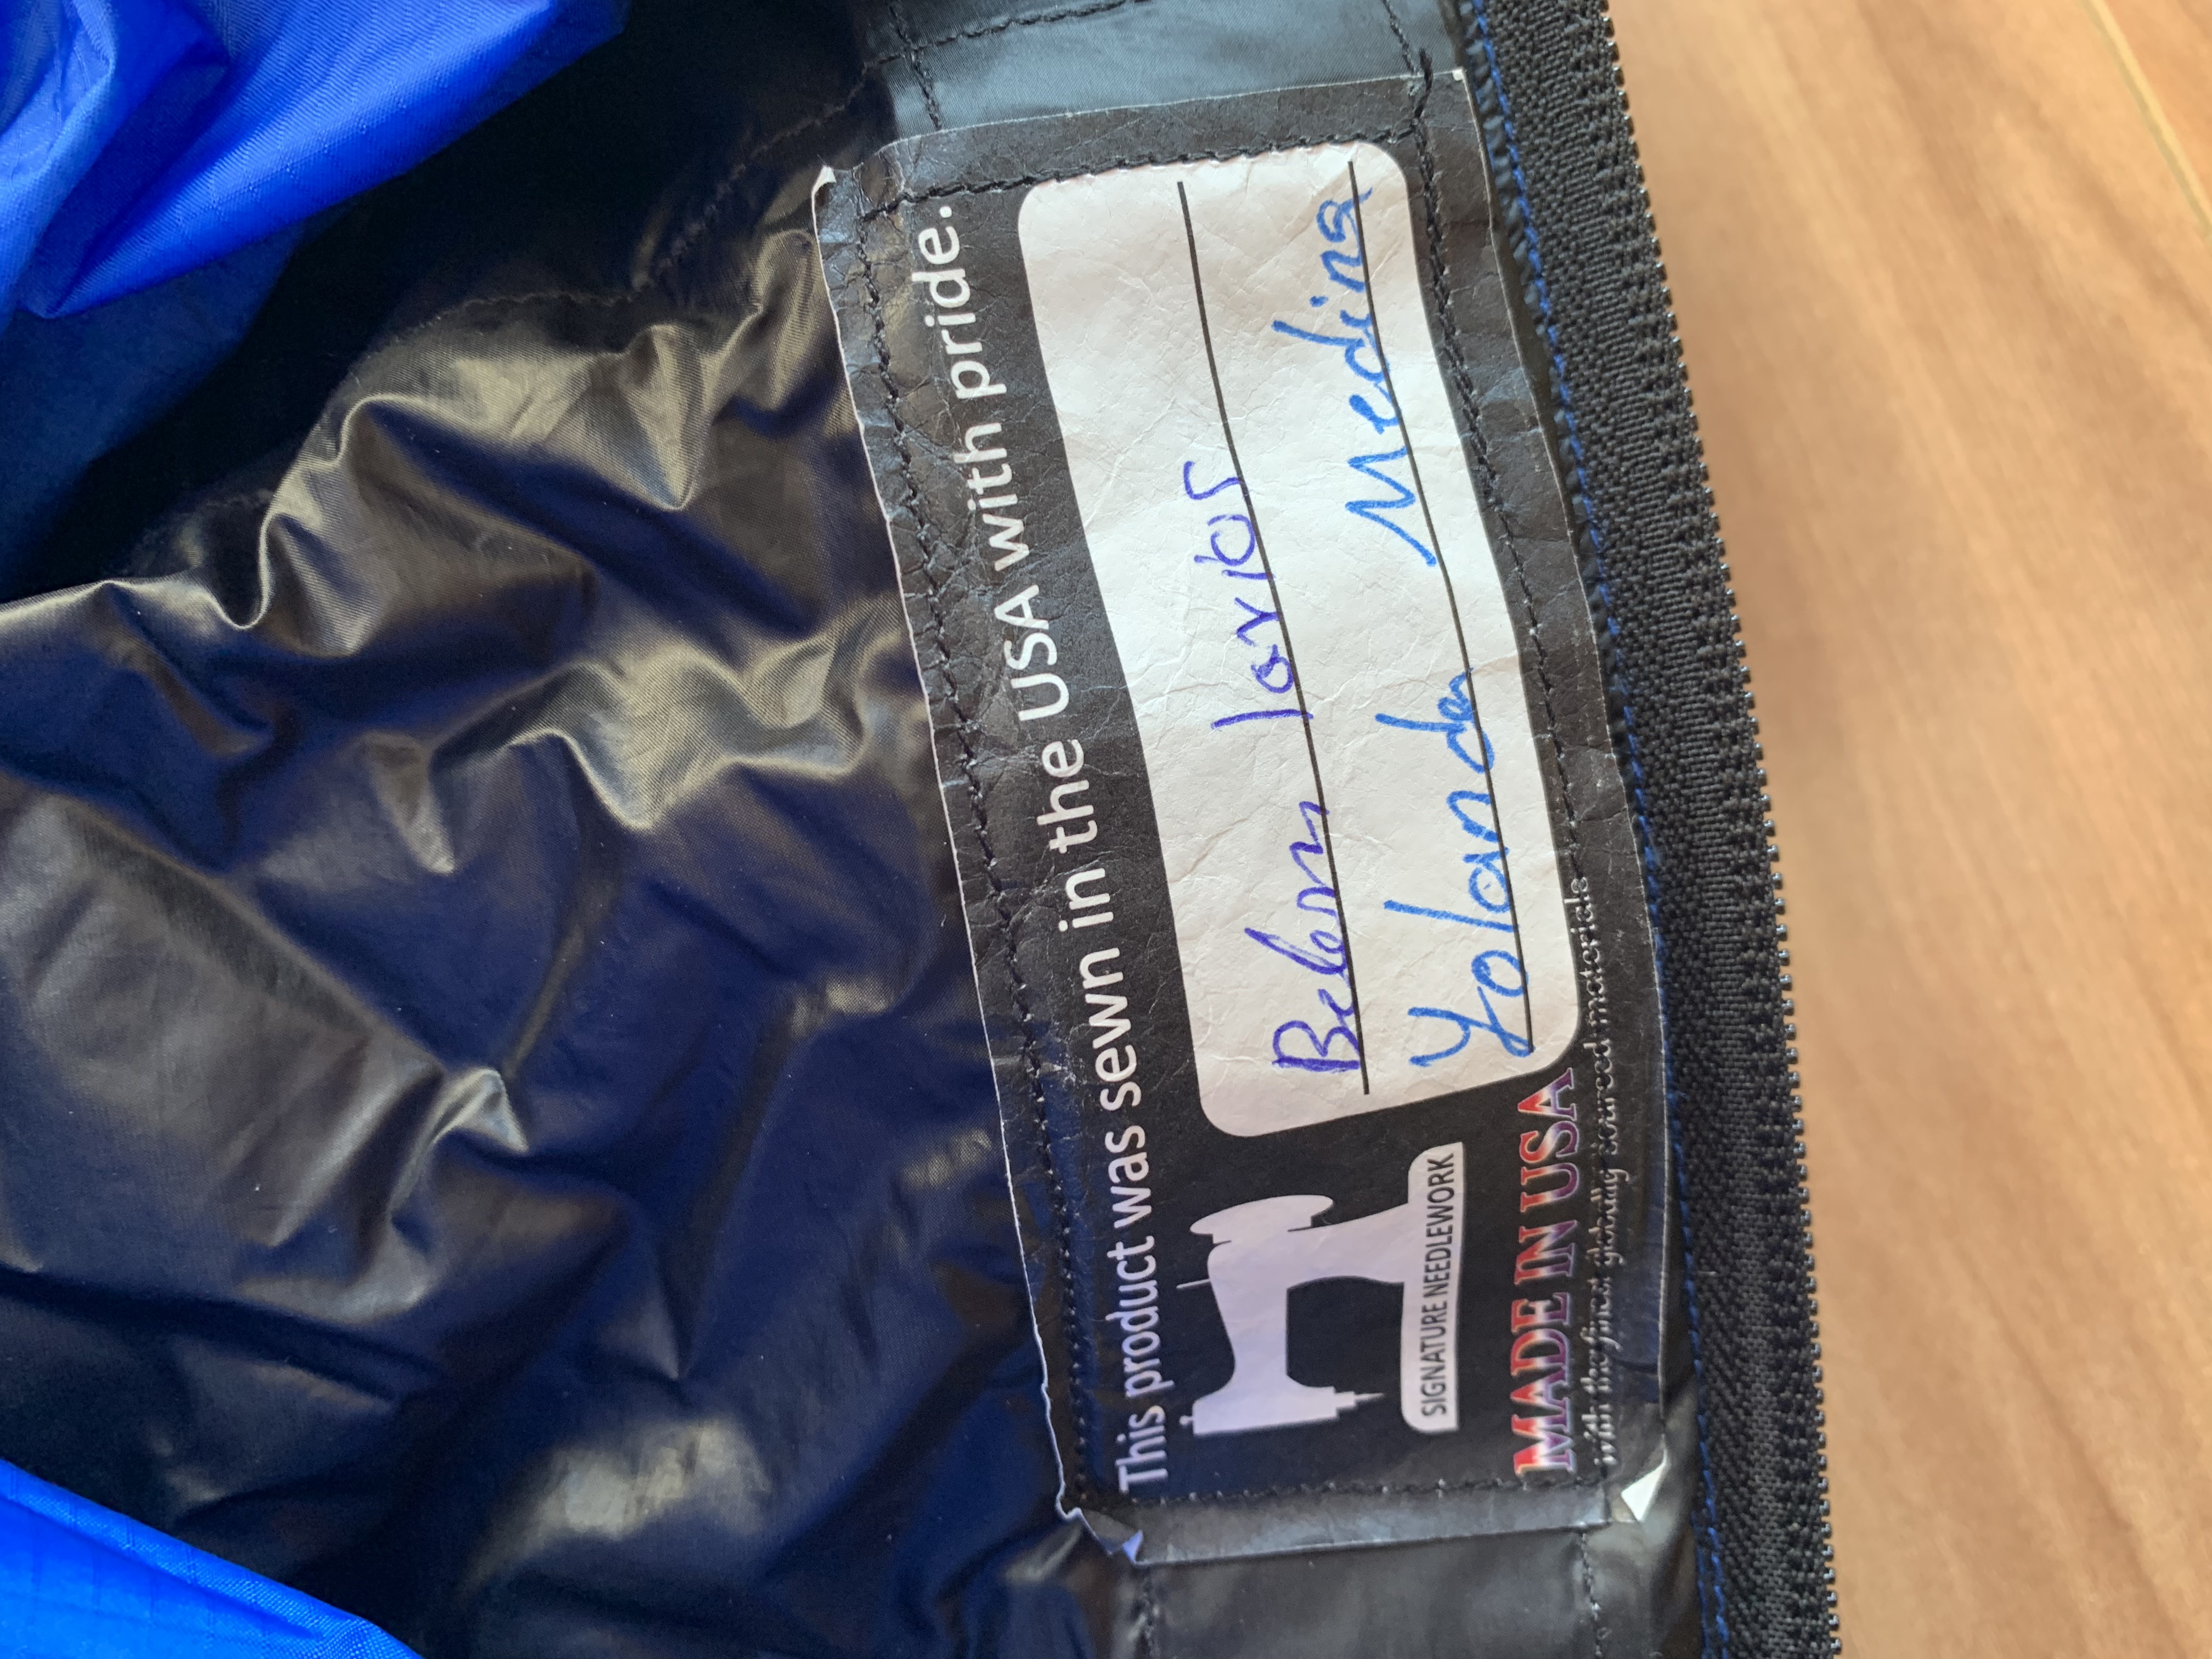 This product was sewn in the USA with pride.
Belem larios
Yolanda Medina
SIGNATURE NEEDLEWORK
MADE IN USA
with the finest globally sourced materials